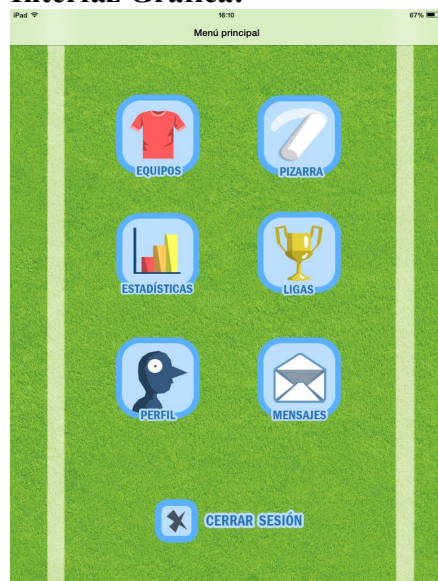 Interfaz Gráfica:
iPad 16:10 67%
Menú principal
EQUIPOS PIZARRA
ESTADÍSTICAS LIGAS
PERFIL MENSAJES
CERRAR SESIÓN